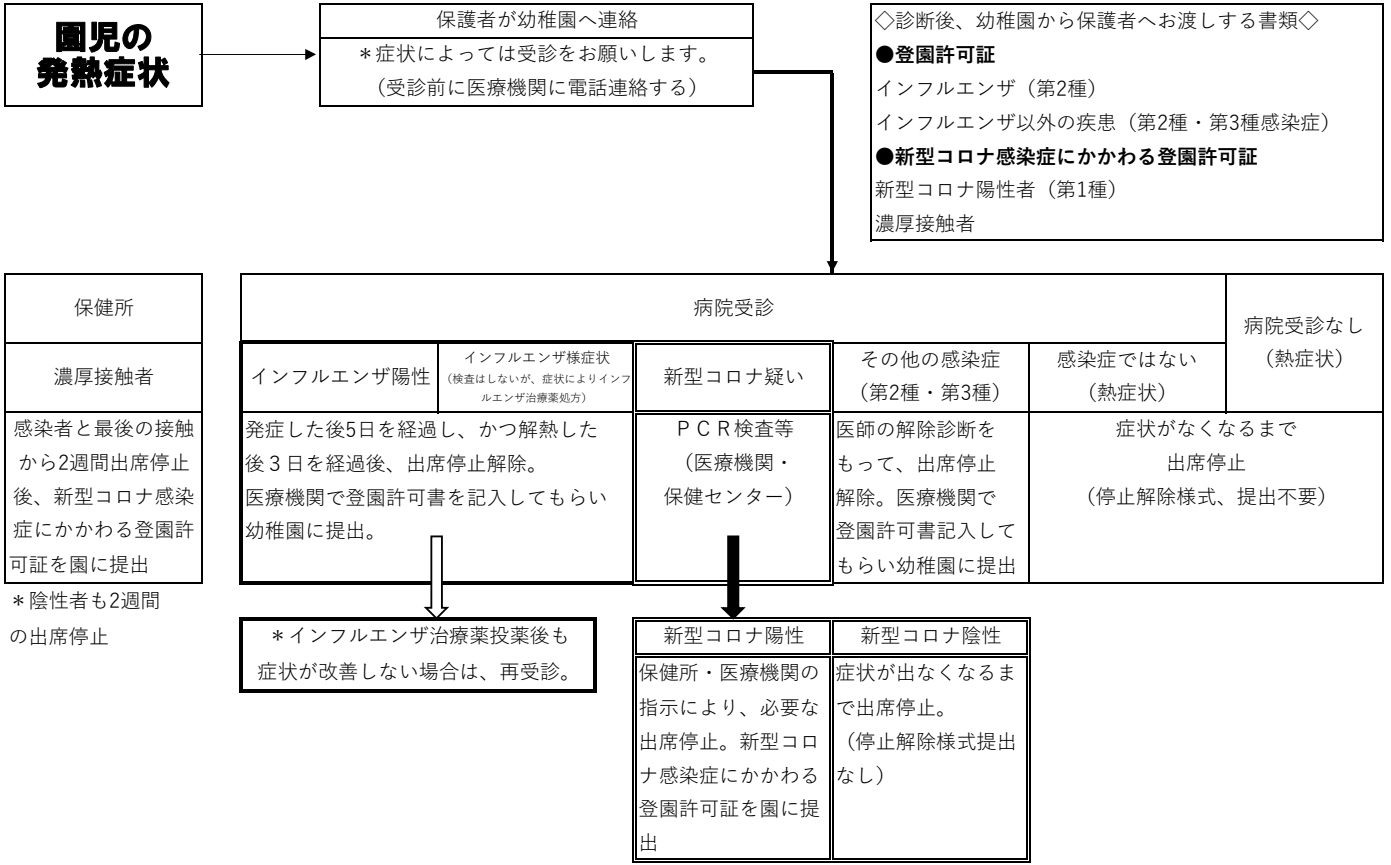 園児の
発熱症状
保護者が幼稚園へ連絡
＊症状によっては受診をお願いします。
（受診前に医療機関に電話連絡する）
◇診断後、幼稚園から保護者へお渡しする書類◇
●登園許可証
インフルエンザ（第2種）
インフルエンザ以外の疾患（第2種・第3種感染症）
●新型コロナ感染症にかかわる登園許可証
新型コロナ陽性者（第1種）
濃厚接触者
保健所
濃厚接触者
感染者と最後の接触
から2週間出席停止
後、新型コロナ感染
症にかかわる登園許
可証を園に提出
＊陰性者も2週間
の出席停止
病院受診
インフルエンザ陽性
インフルエンザ様症状
（検査はしないが、症状によりインフ
ルエンザ治療薬処方）
発症した後5日を経過し、かつ解熱した
後３日を経過後、出席停止解除。
医療機関で登園許可書を記入してもらい
幼稚園に提出。
＊インフルエンザ治療薬投薬後も
症状が改善しない場合は、再受診。
新型コロナ疑い
ＰＣＲ検査等
（医療機関・
保健センター）
新型コロナ陽性
保健所・医療機関の
指示により、必要な
出席停止。新型コロ
ナ感染症にかかわる
登園許可証を園に提
出
新型コロナ陰性
症状が出なくなるま
で出席停止。
（停止解除様式提出
なし）
その他の感染症
（第2種・第3種）
医師の解除診断を
もって、出席停止
解除。医療機関で
登園許可書記入して
もらい幼稚園に提出
感染症ではない
（熱症状）
病院受診なし
（熱症状）
症状がなくなるまで
出席停止
（停止解除様式、提出不要）